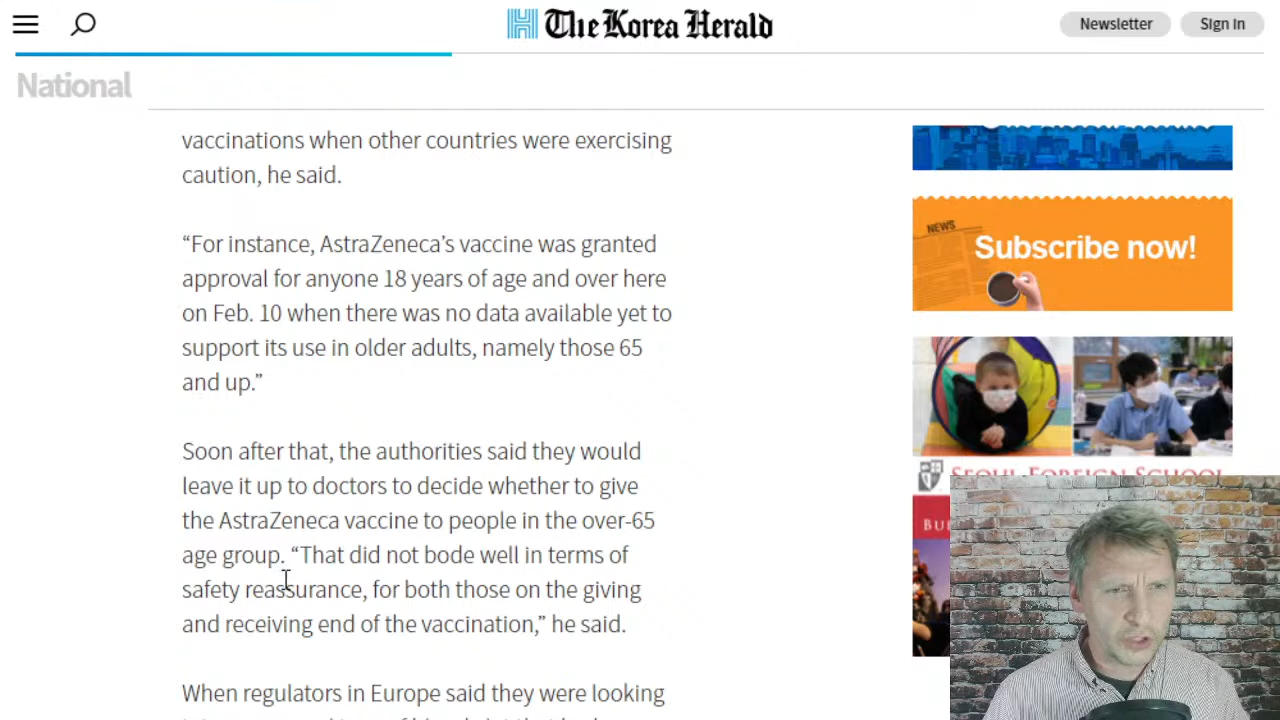 The Korea Herald
Newsletter
Sign In
National
vaccinations when other countries were exercising
caution, he said.
“For instance, AstraZeneca’s vaccine was granted
approval for anyone 18 years of age and over here
on Feb. 10 when there was no data available yet to
support its use in older adults, namely those 65
and up.”
Soon after that, the authorities said they would
leave it up to doctors to decide whether to give
the AstraZeneca vaccine to people in the over-65
age group. “That did not bode well in terms of
safety reassurance, for both those on the giving
and receiving end of the vaccination,” he said.
When regulators in Europe said they were looking
NEWS
Subscribe now!
SEOUL FOREIGN SCHOOL